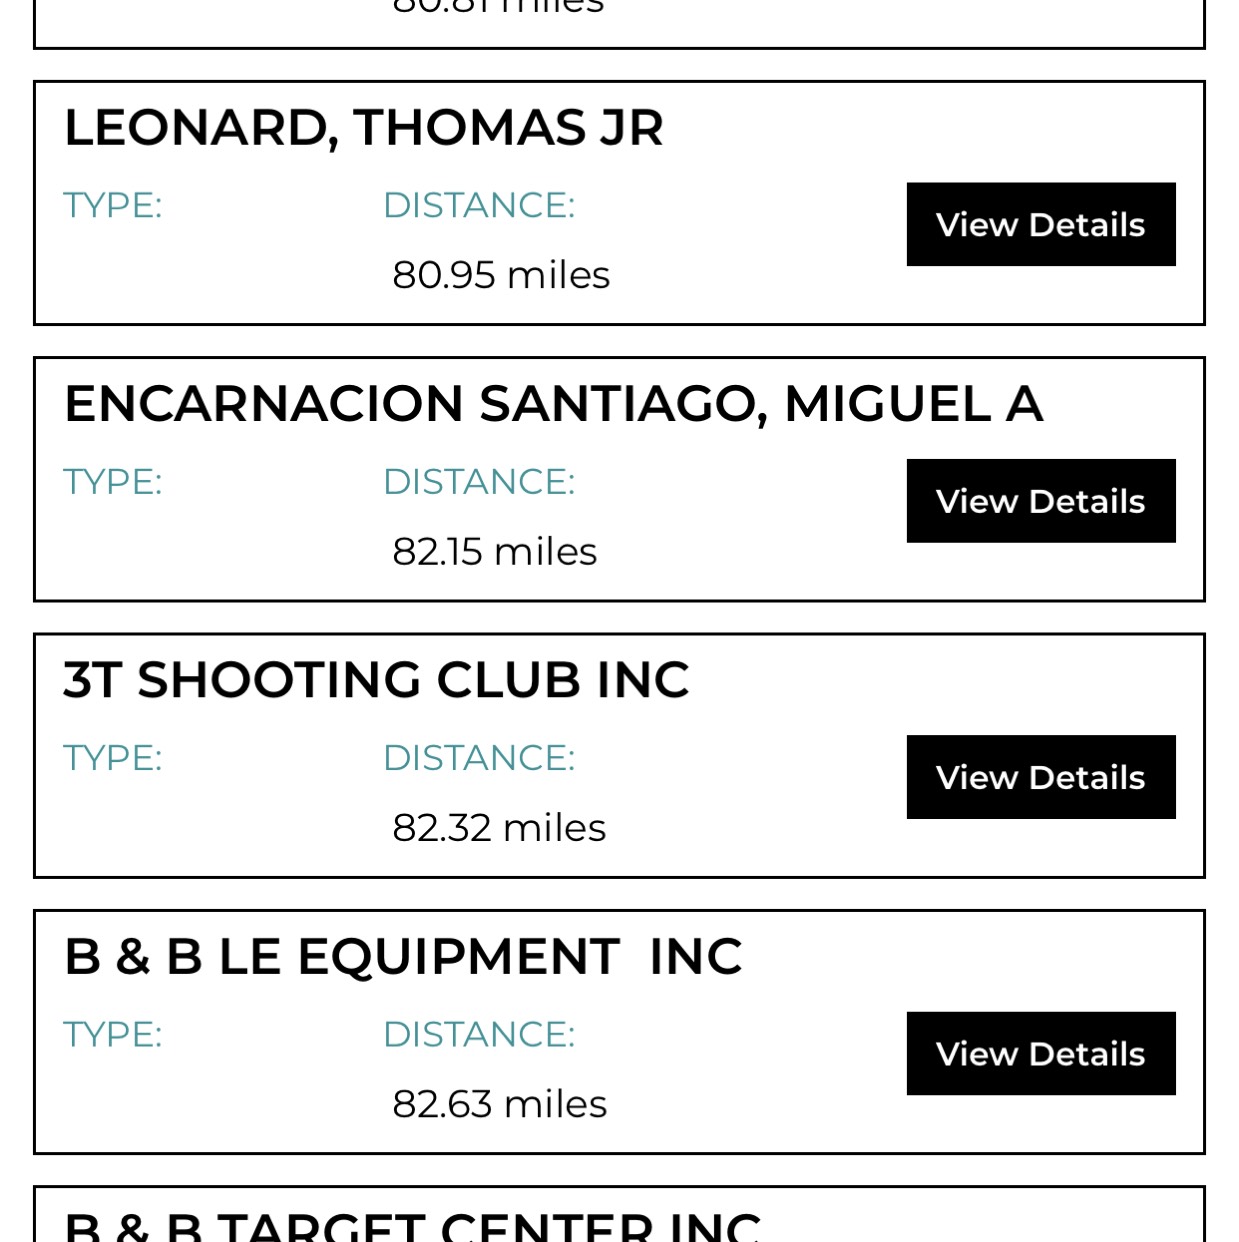 80.81 miles
LEONARD, THOMAS JR
TYPE:
DISTANCE:
View Details
80.95 miles
ENCARNACION SANTIAGO, MIGUEL A
TYPE:
DISTANCE:
View Details
82.15 miles
3T SHOOTING CLUB INC
TYPE:
DISTANCE:
View Details
82.32 miles
B & B LE EQUIPMENT  INC
TYPE:
DISTANCE:
View Details
82.63 miles
B & B TARGET CENTER INC